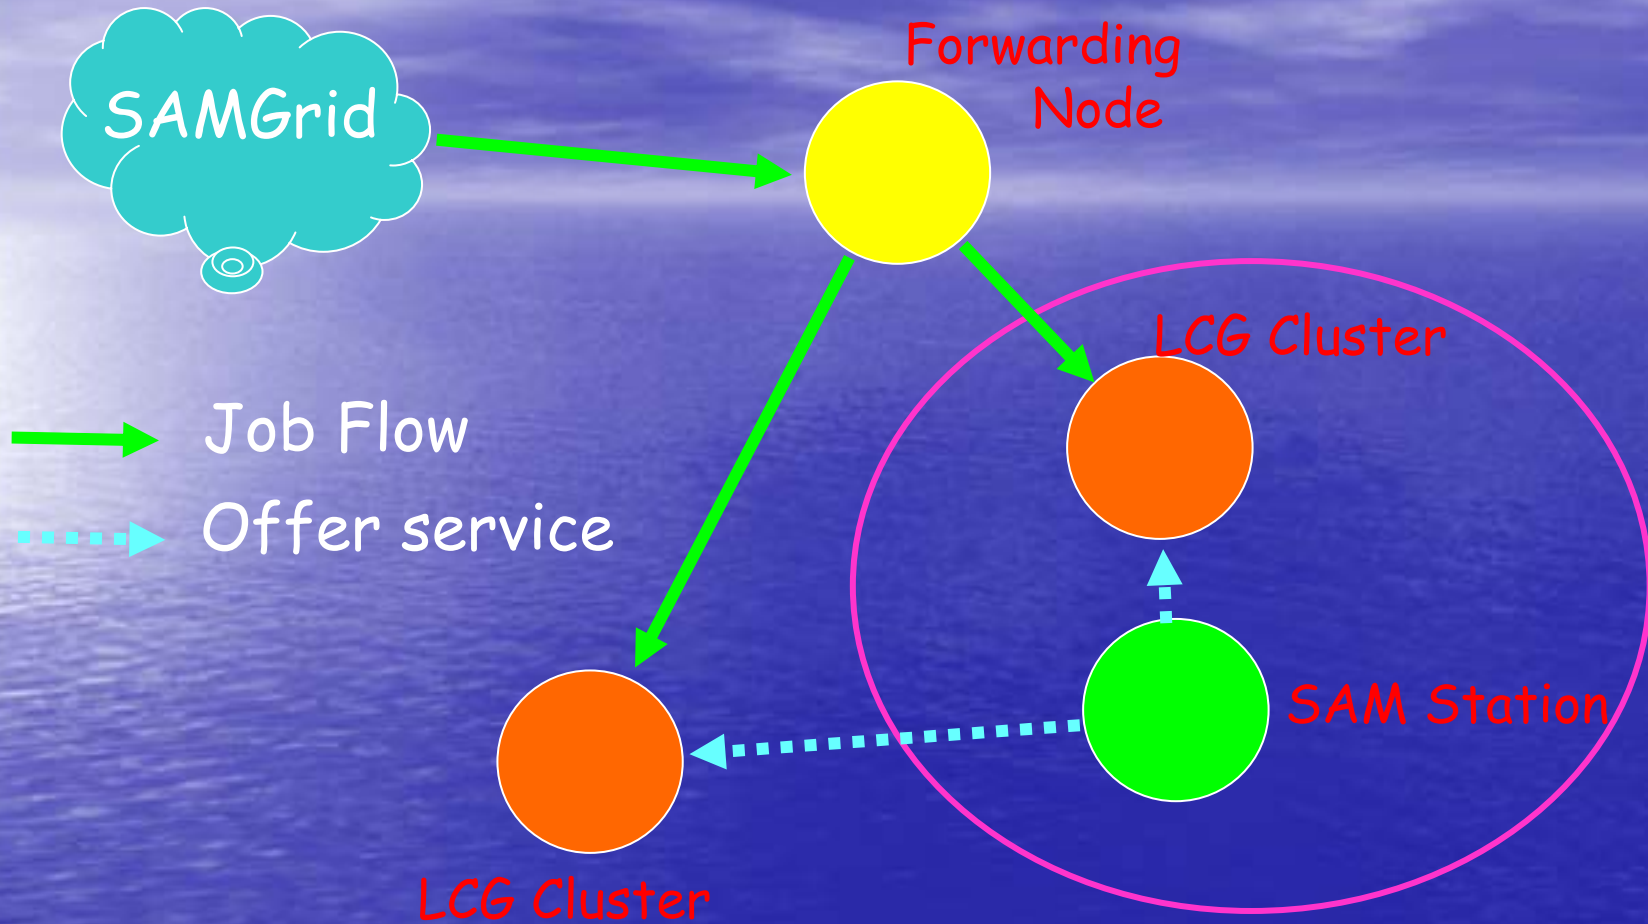 SAMGrid
Forwarding
Node
LCG Cluster
Job Flow
Offer service
SAM Station
LCG Cluster